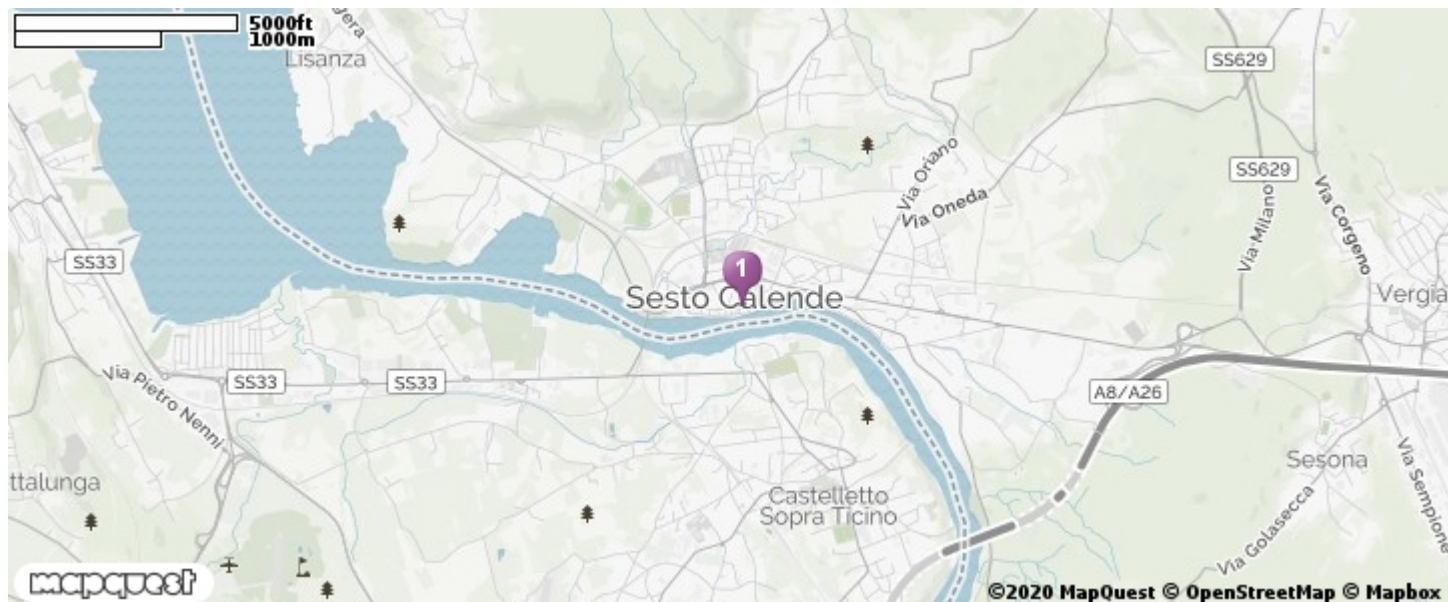 5000ft
1000m
Lisanza
SS629
SS629
Via Oriano
Via Oneda
Via Milano
Via Corgeno
SS33
1
Sesto Calende
Vergia
SS33
SS33
A8/A26
Via Pietro Nenni
ttalunga
Sesona
Castelletto
Sopra Ticino
Via Sempione
Via Golasecca
mapquest
©2020 MapQuest © OpenStreetMap © Mapbox